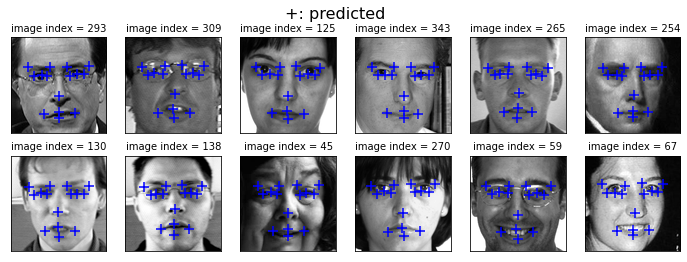 +: predicted
image index = 293 image index = 309 image index = 125 image index = 343 image index = 265 image index = 254
image index = 130 image index = 138 image index = 45 image index = 270 image index = 59 image index = 67